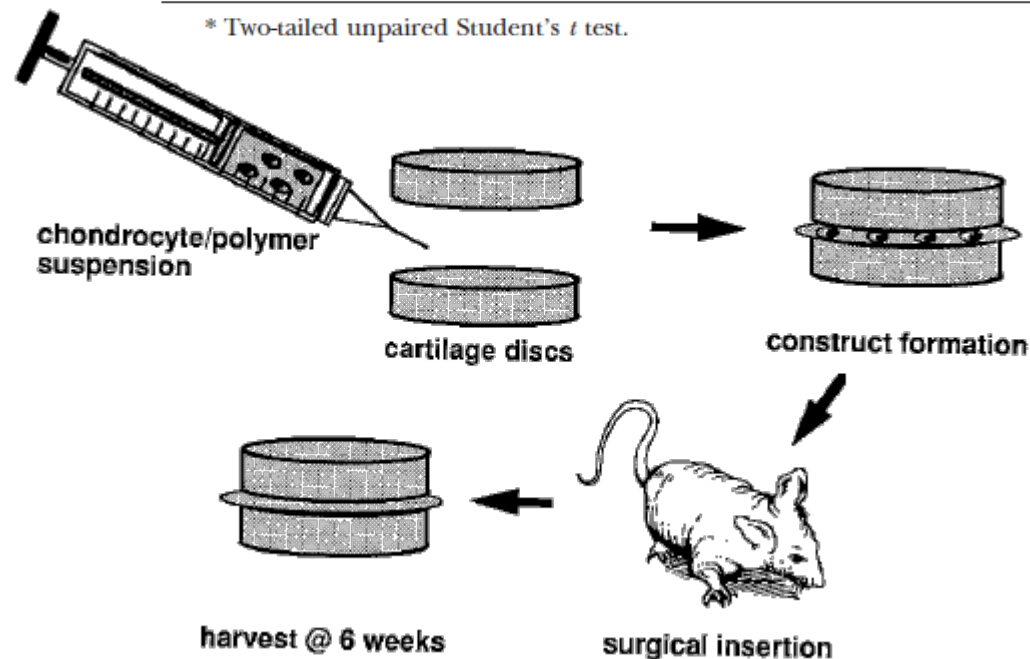 * Two-tailed unpaired Student's t test.
chondrocyte/polymer
suspension
cartilage discs
construct formation
harvest @ 6 weeks
surgical insertion